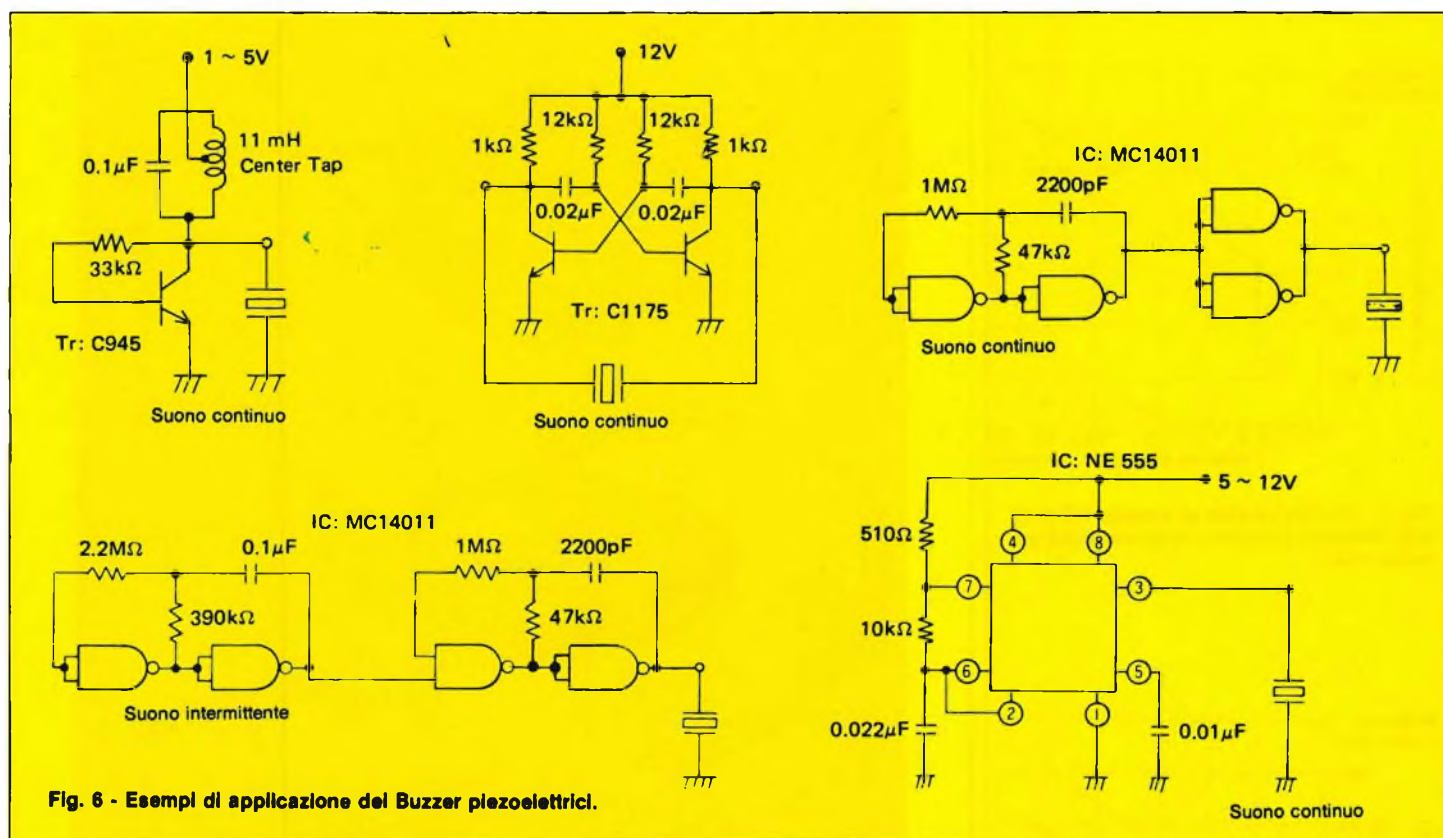 1 ~ 5V
0.1µF
11 mH
Center Tap
33kΩ
Tr: C945
Suono continuo
12V
1kΩ
12kΩ
12kΩ
1kΩ
0.02µF
0.02µF
Tr: C1175
Suono continuo
IC: MC14011
1MΩ
2200pF
47kΩ
Suono continuo
IC: MC14011
2.2MΩ
0.1µF
390kΩ
1MΩ
2200pF
47kΩ
Suono intermittente
IC: NE 555
5 ~ 12V
510Ω
4
8
7
3
10kΩ
6
5
2
1
0.022µF
0.01µF
Suono continuo
Fig. 6 - Esempi di applicazione dei Buzzer piezoelettrici.